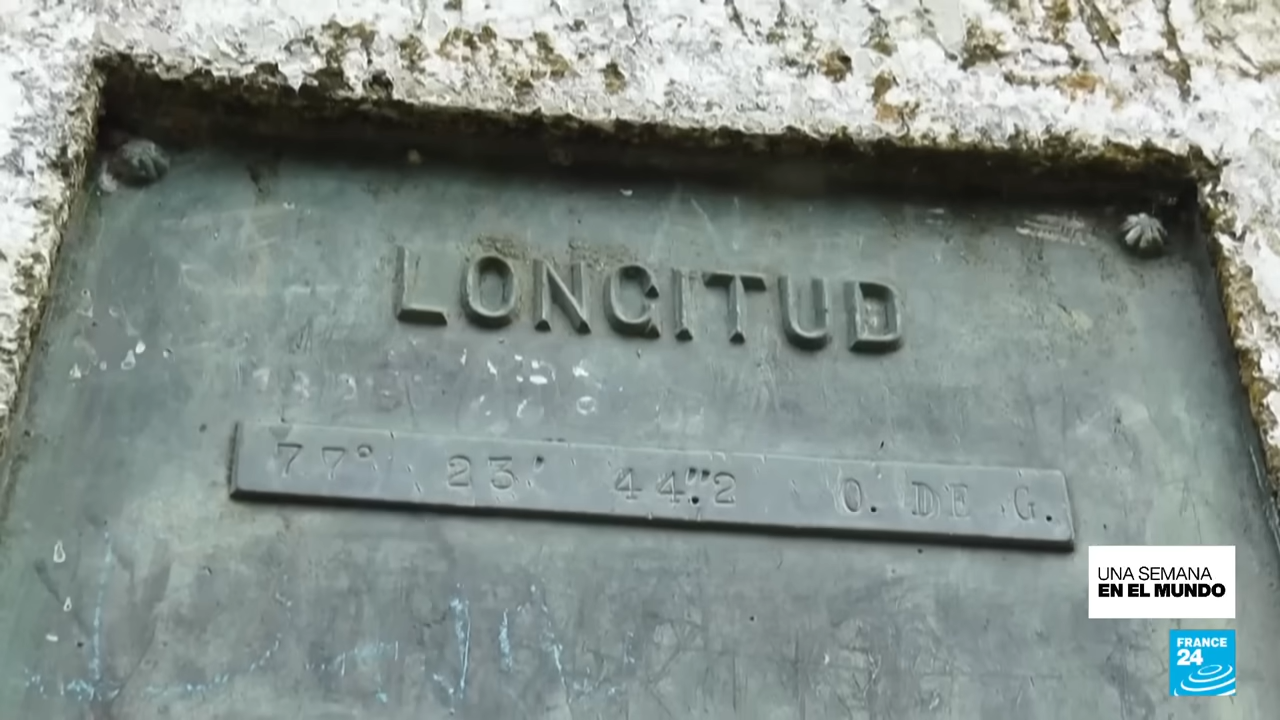 LONGITUD
77° 23' 44".2 O. DE G.
UNA SEMANA
EN EL MUNDO
FRANCE
24